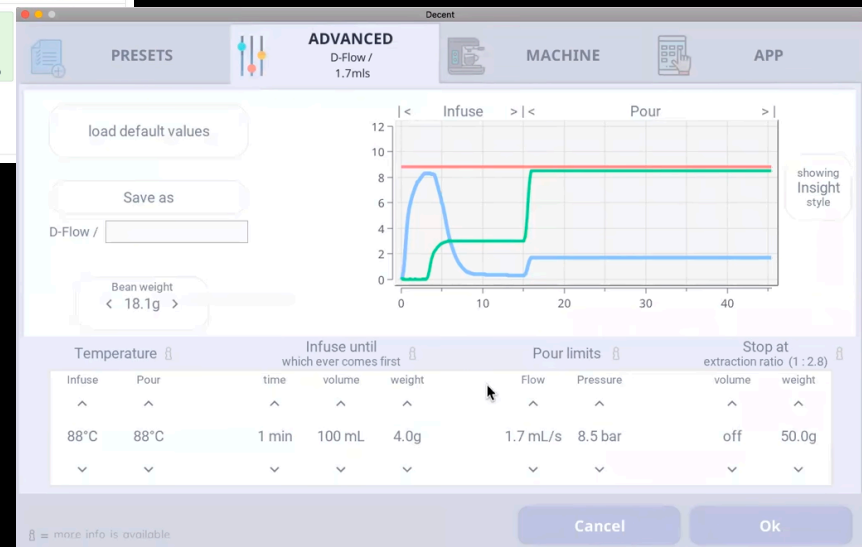 Decent
PRESETS
ADVANCED
D-Flow /
1.7mls
MACHINE
APP
load default values
Save as
D-Flow /
Bean weight
< 18.1g >
|< Infuse >|< Pour >|
12
10
8
6
4
2
0
0 10 20 30 40
showing
Insight
style
Temperature
Infuse until
which ever comes first
Pour limits
Stop at
extraction ratio (1 : 2.8)
Infuse Pour time volume weight Flow Pressure volume weight
88°C 88°C 1 min 100 mL 4.0g 1.7 mL/s 8.5 bar off 50.0g
= more info is available
Cancel
Ok